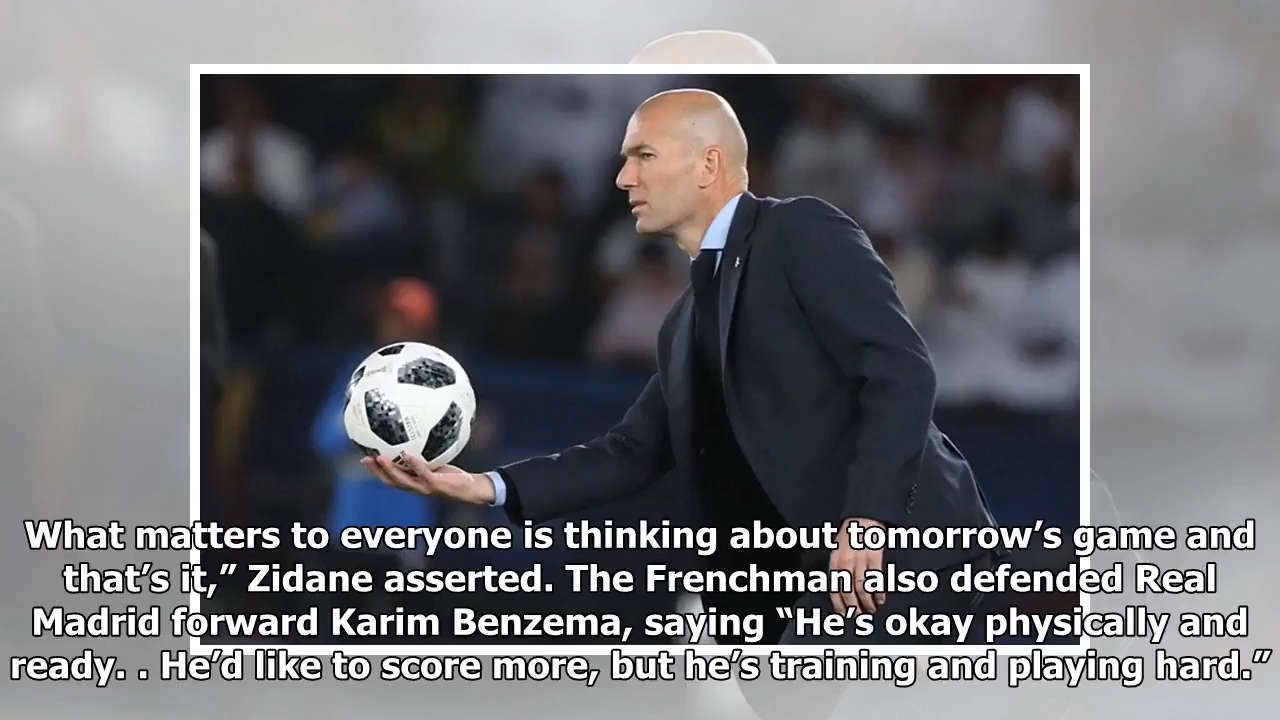 What matters to everyone is thinking about tomorrow’s game and
that’s it,” Zidane asserted. The Frenchman also defended Real
Madrid forward Karim Benzema, saying “He’s okay physically and
ready. . He’d like to score more, but he’s training and playing hard.”